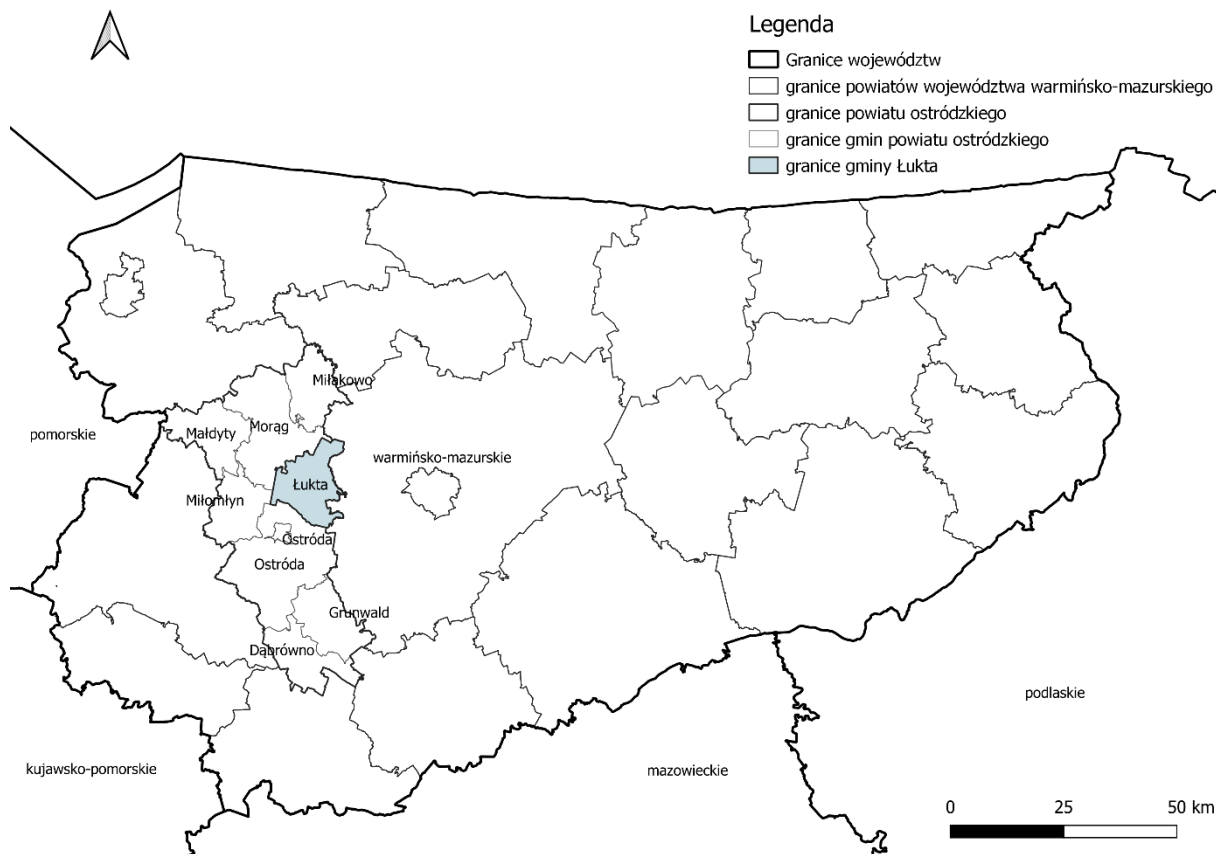 Legenda
Granice województw
granice powiatów województwa warmińsko-mazurskiego
granice powiatu ostródzkiego
granice gmin powiatu ostródzkiego
granice gminy Łukta
Miłakowo
Morąg
Małdyty
pomorskie
warmińsko-mazurskie
Łukta
Miłomłyn
Ostróda
Ostróda
Grunwald
Dąbrówno
podlaskie
kujawsko-pomorskie
mazowieckie
0 25 50 km